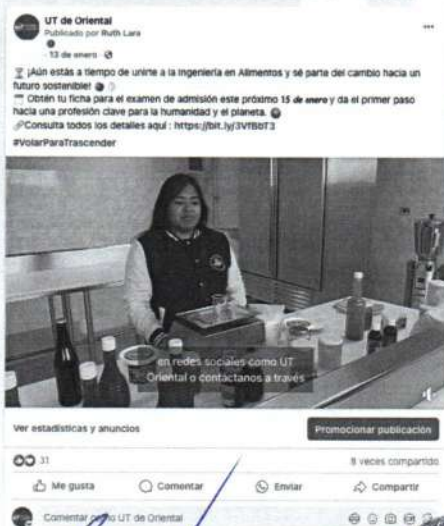 UT de Oriental
Publicado por Ruth Lara
· 13 de enero ·
¡Aún estás a tiempo de unirte a la Ingeniería en Alimentos y sé parte del cambio hacia un
futuro sostenible!
Obtén tu ficha para el examen de admisión este próximo 15 de enero y da el primer paso
hacia una profesión clave para la humanidad y el planeta.
Consulta todos los detalles aquí : https://bit.ly/3VfBbT3
#VolarParaTrascender
en redes sociales como UT
Oriental o contáctanos a través
Ver estadísticas y anuncios
Promocionar publicación
31
8 veces compartido
Me gusta
Comentar
Enviar
Compartir
Comentar como UT de Oriental